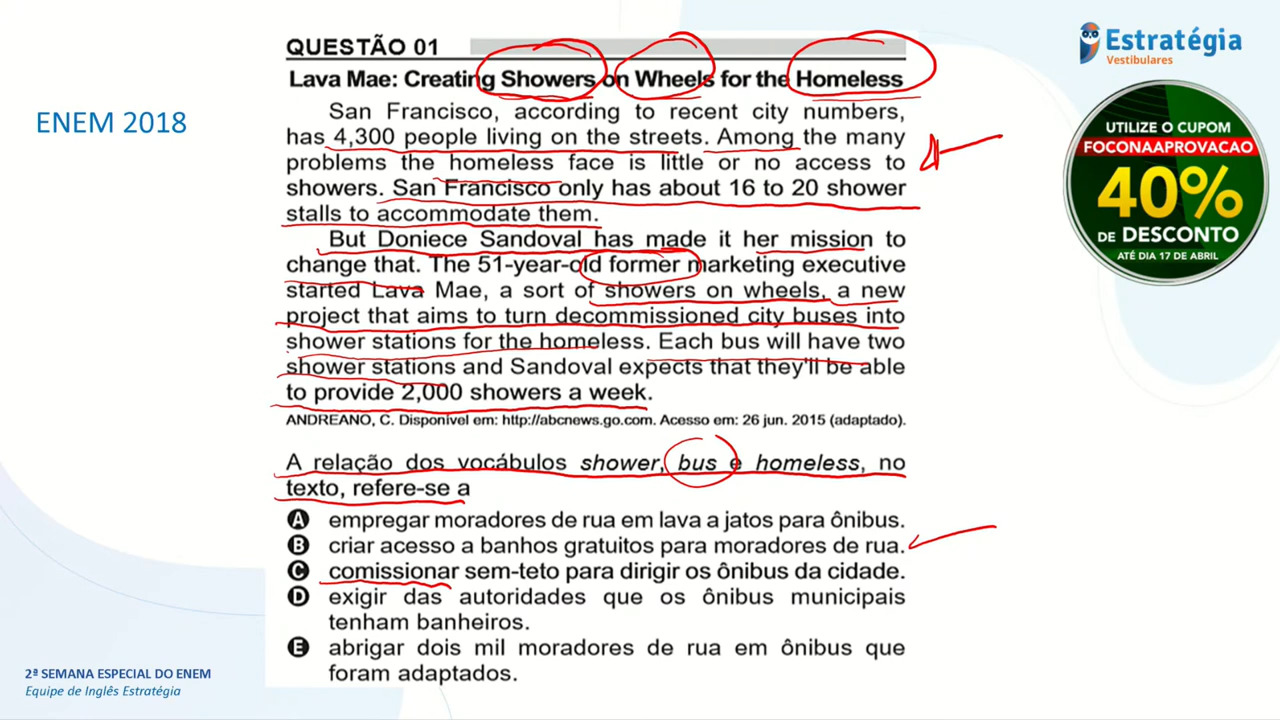 QUESTÃO 01
Estratégia
Vestibulares
Lava Mae: Creating Showers on Wheels for the Homeless
ENEM 2018
San Francisco, according to recent city numbers,
has 4,300 people living on the streets. Among the many
problems the homeless face is little or no access to
showers. San Francisco only has about 16 to 20 shower
stalls to accommodate them.
But Doniece Sandoval has made it her mission to
change that. The 51-year-old former marketing executive
started Lava Mae, a sort of showers on wheels, a new
project that aims to turn decommissioned city buses into
shower stations for the homeless. Each bus will have two
shower stations and Sandoval expects that they'll be able
to provide 2,000 showers a week.
ANDREANO, C. Disponível em: http://abcnews.go.com. Acesso em: 26 jun. 2015 (adaptado).
A relação dos vocábulos shower, bus e homeless, no
texto, refere-se a
A empregar moradores de rua em lava a jatos para ônibus.
B criar acesso a banhos gratuitos para moradores de rua.
C comissionar sem-teto para dirigir os ônibus da cidade.
D exigir das autoridades que os ônibus municipais
tenham banheiros.
E abrigar dois mil moradores de rua em ônibus que
foram adaptados.
UTILIZE O CUPOM
FOCONAAPROVACAO
40%
DE DESCONTO
ATÉ DIA 17 DE ABRIL
2ª SEMANA ESPECIAL DO ENEM
Equipe de Inglês Estratégia